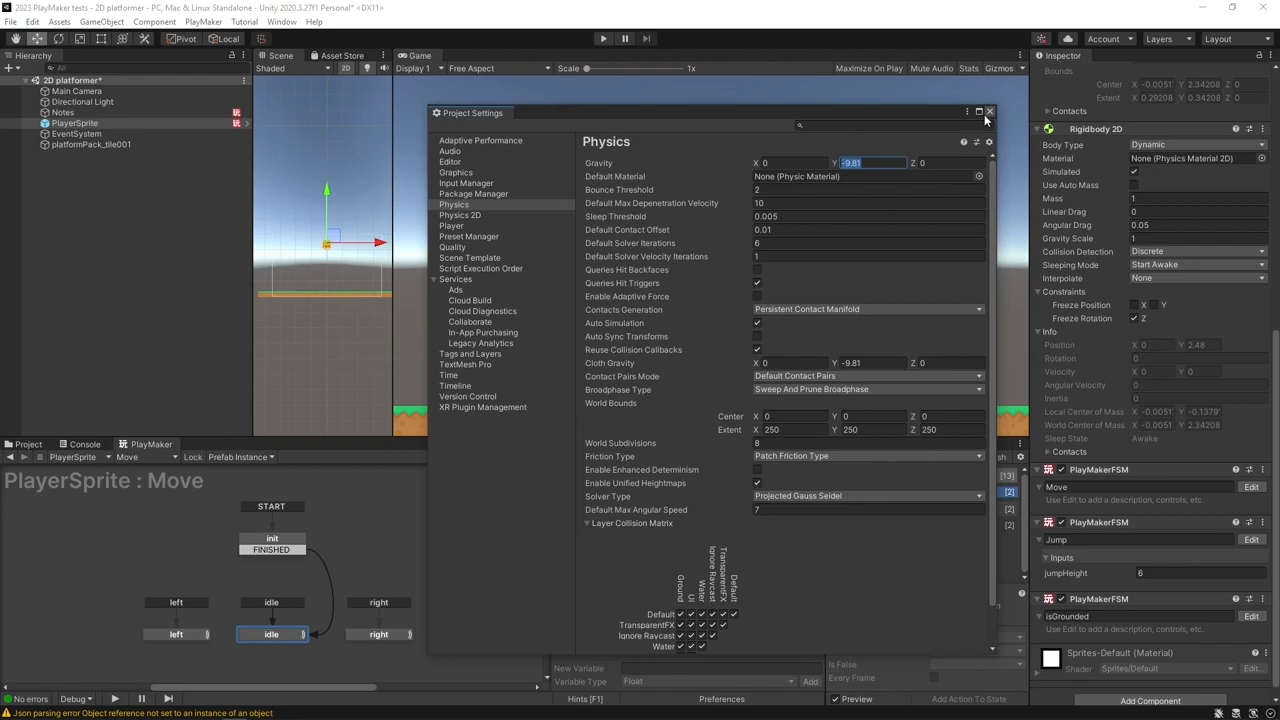 2023 PlayMaker tests - 2D platformer - PC, Mac & Linux Standalone - Unity 2020.3.27f1 Personal* <DX11>
File Edit Assets GameObject Component PlayMaker Tutorial Window Help
Pivot Local Account Layers Layout
Hierarchy Scene Asset Store Game Inspector
All Shaded 2D Display 1 Free Aspect Scale 1x Maximize On Play Mute Audio Stats Gizmos
2D platformer*
Main Camera
Directional Light
Notes
PlayerSprite
EventSystem
platformPack_tile001
Project Settings
Adaptive Performance
Audio
Editor
Graphics
Input Manager
Package Manager
Physics
Physics 2D
Player
Preset Manager
Quality
Scene Template
Script Execution Order
Services
Ads
Cloud Build
Cloud Diagnostics
Collaborate
In-App Purchasing
Legacy Analytics
Tags and Layers
TextMesh Pro
Time
Timeline
Version Control
XR Plugin Management
Physics
Gravity X 0 Y -9.81 Z 0
Default Material None (Physic Material)
Bounce Threshold 2
Default Max Depenetration Velocity 10
Sleep Threshold 0.005
Default Contact Offset 0.01
Default Solver Iterations 6
Default Solver Velocity Iterations 1
Queries Hit Backfaces
Queries Hit Triggers
Enable Adaptive Force
Contacts Generation Persistent Contact Manifold
Auto Simulation
Auto Sync Transforms
Reuse Collision Callbacks
Cloth Gravity X 0 Y -9.81 Z 0
Contact Pairs Mode Default Contact Pairs
Broadphase Type Sweep And Prune Broadphase
World Bounds
Center X 0 Y 0 Z 0
Extent X 250 Y 250 Z 250
World Subdivisions 8
Friction Type Patch Friction Type
Enable Enhanced Determinism
Enable Unified Heightmaps
Solver Type Projected Gauss Seidel
Default Max Angular Speed 7
Layer Collision Matrix
Ground UI Water Ignore Raycast TransparentFX Default
Default
TransparentFX
Ignore Raycast
Water
Bounds
Center X -0.0051 Y 2.34208 Z 0
Extent X 0.29208 Y 0.34208 Z 0
Contacts
Rigidbody 2D
Body Type Dynamic
Material None (Physics Material 2D)
Simulated
Use Auto Mass
Mass 1
Linear Drag 0
Angular Drag 0.05
Gravity Scale 1
Collision Detection Discrete
Sleeping Mode Start Awake
Interpolate None
Constraints
Freeze Position X Y
Freeze Rotation Z
Info
Position X 0 Y 2.48
Rotation 0
Velocity X 0 Y 0
Angular Velocity 0
Inertia 0
Local Center of Mass X -0.0051 Y -0.1379
World Center of Mass X -0.0051 Y 2.34208
Sleep State Awake
Contacts
PlayMakerFSM
Move Edit
Use Edit to add a description, controls, etc.
PlayMakerFSM
Jump Edit
Inputs
jumpHeight 6
PlayMakerFSM
isGrounded Edit
Use Edit to add a description, controls, etc.
Sprites-Default (Material)
Shader Sprites/Default Edit...
Add Component
Project Console PlayMaker
PlayerSprite Move Lock Prefab Instance
PlayerSprite : Move
START
init
FINISHED
left idle right
left idle right
[13]
[2]
[2]
[2]
New Variable
Variable Type Float Add
Is False
Every Frame
No errors Debug Hints [F1] Preferences Preview Add Action To State
Json parsing error Object reference not set to an instance of an object